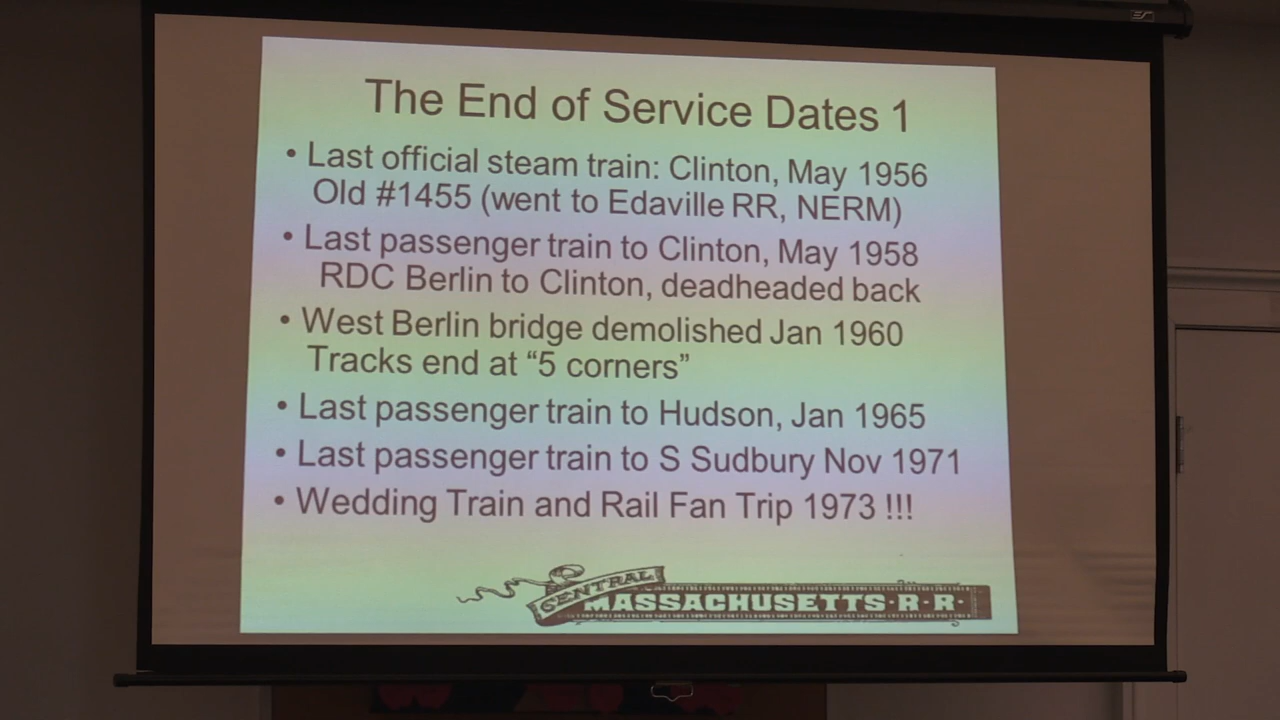 The End of Service Dates 1
• Last official steam train: Clinton, May 1956
Old #1455 (went to Edaville RR, NERM)
• Last passenger train to Clinton, May 1958
RDC Berlin to Clinton, deadheaded back
• West Berlin bridge demolished Jan 1960
Tracks end at “5 corners”
• Last passenger train to Hudson, Jan 1965
• Last passenger train to S Sudbury Nov 1971
• Wedding Train and Rail Fan Trip 1973 !!!
CENTRAL
MASSACHUSETTS·R·R·